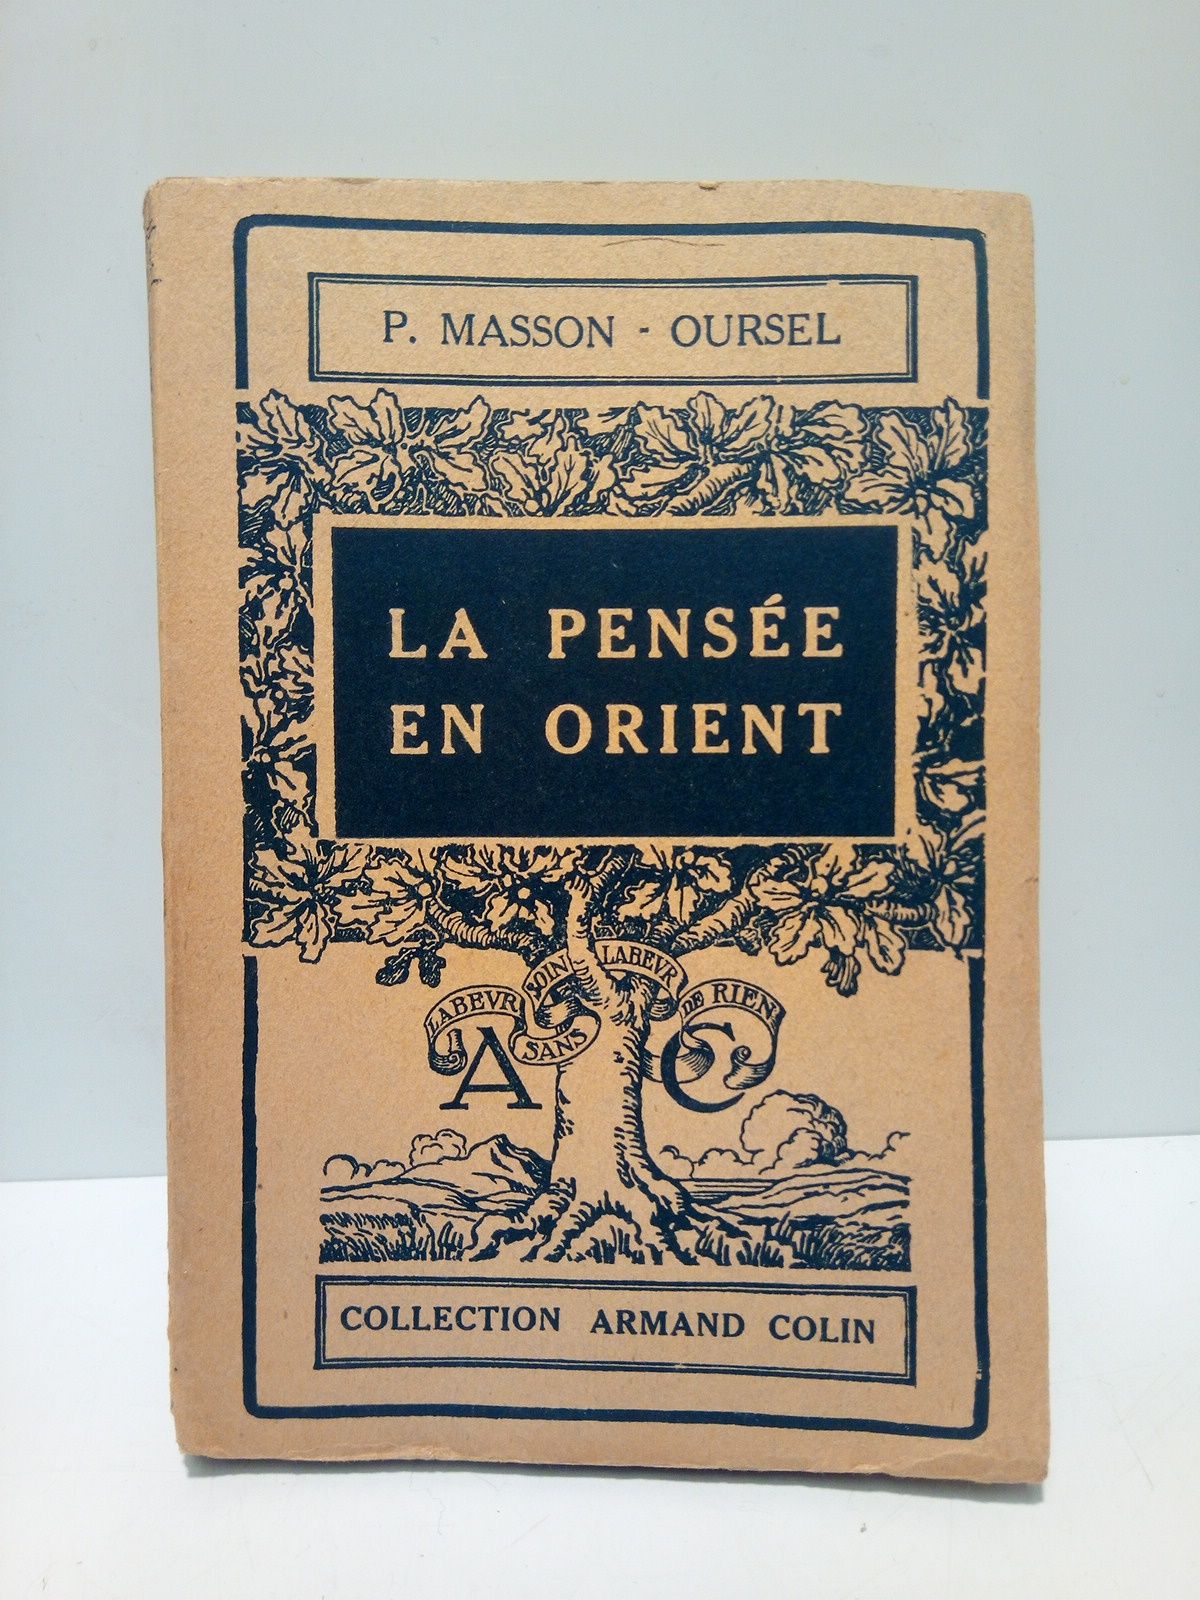 P. MASSON - OURSEL
LA PENSÉE
EN ORIENT
LABEVR SANS SOIN LABEVR DE RIEN
A C
COLLECTION ARMAND COLIN